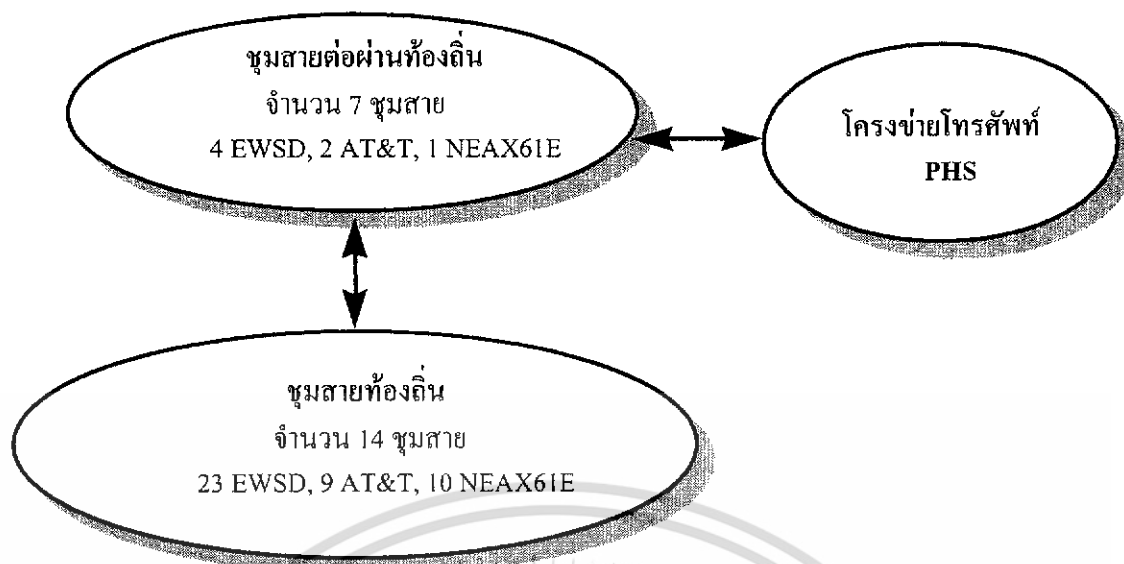 ชุมสายต่อผ่านท้องถิ่น
จำนวน 7 ชุมสาย
4 EWSD, 2 AT&T, 1 NEAX61E
โครงข่ายโทรศัพท์
PHS
ชุมสายท้องถิ่น
จำนวน 14 ชุมสาย
23 EWSD, 9 AT&T, 10 NEAX61E